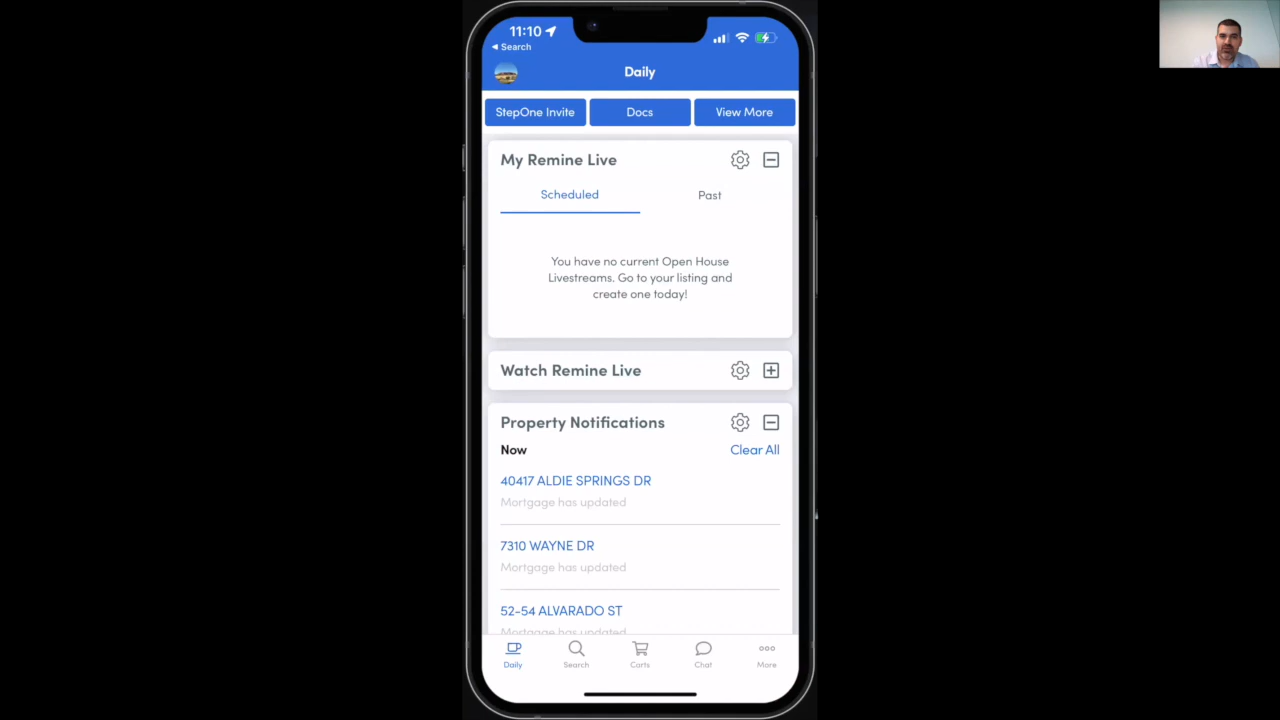 11:10
Search
Daily
StepOne Invite
Docs
View More
My Remine Live
Scheduled
Past
You have no current Open House
Livestreams. Go to your listing and
create one today!
Watch Remine Live
Property Notifications
Now
Clear All
40417 ALDIE SPRINGS DR
Mortgage has updated
7310 WAYNE DR
Mortgage has updated
52-54 ALVARADO ST
Mortgage has updated
Daily
Search
Carts
Chat
More